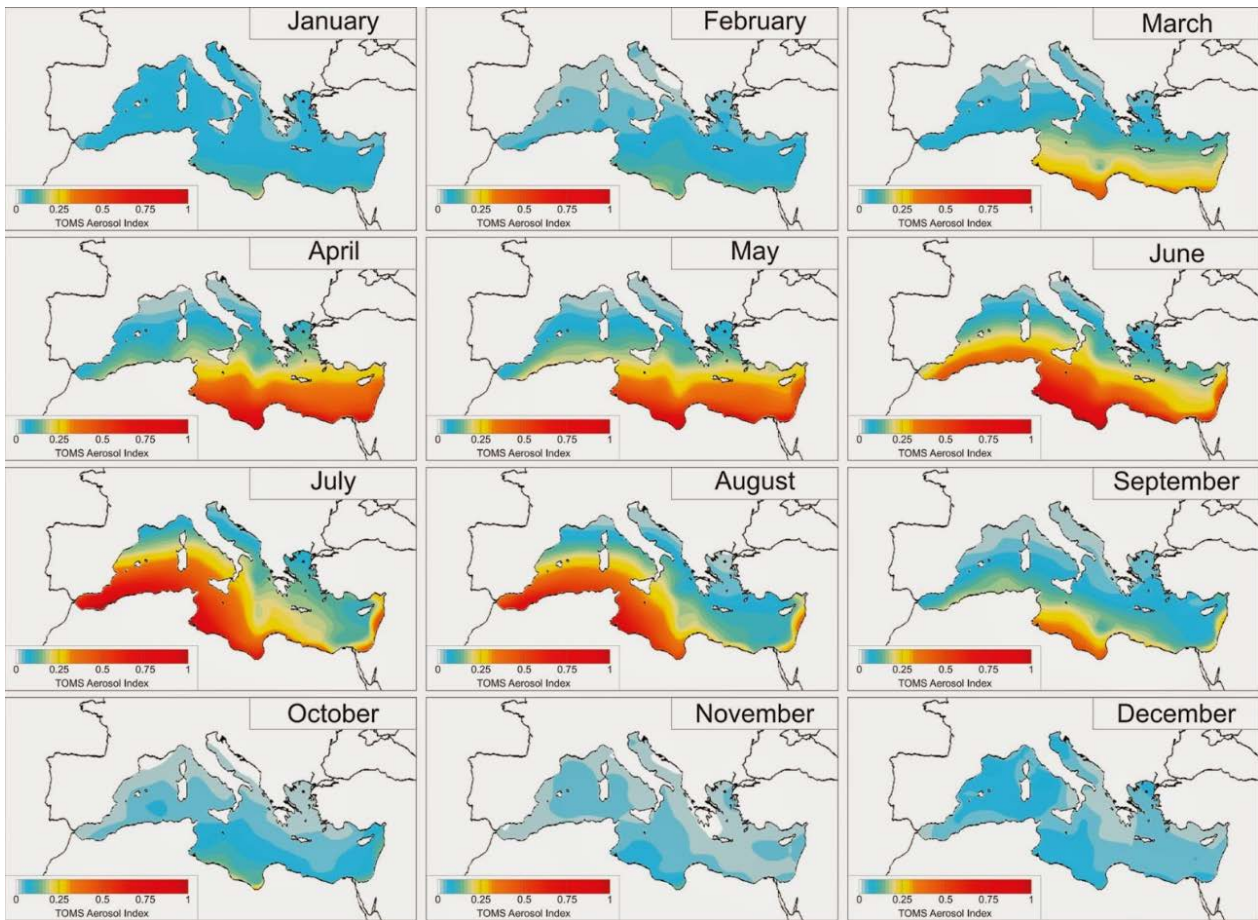 January
0 0.25 0.5 0.75 1
TOMS Aerosol Index
February
0 0.25 0.5 0.75 1
TOMS Aerosol Index
March
0 0.25 0.5 0.75 1
TOMS Aerosol Index
April
0 0.25 0.5 0.75 1
TOMS Aerosol Index
May
0 0.25 0.5 0.75 1
TOMS Aerosol Index
June
0 0.25 0.5 0.75 1
TOMS Aerosol Index
July
0 0.25 0.5 0.75 1
TOMS Aerosol Index
August
0 0.25 0.5 0.75 1
TOMS Aerosol Index
September
0 0.25 0.5 0.75 1
TOMS Aerosol Index
October
0 0.25 0.5 0.75 1
TOMS Aerosol Index
November
0 0.25 0.5 0.75 1
TOMS Aerosol Index
December
0 0.25 0.5 0.75 1
TOMS Aerosol Index